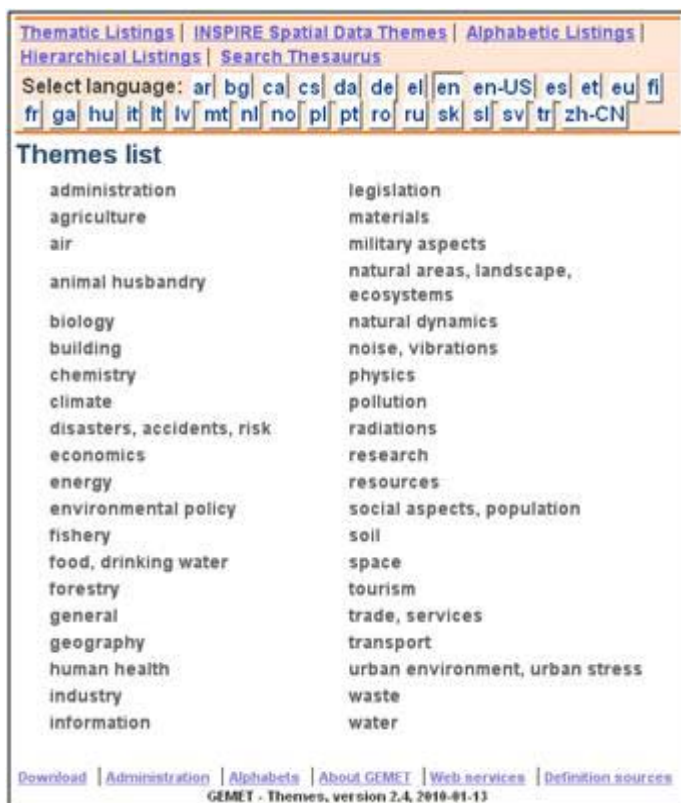 Thematic Listings | INSPIRE Spatial Data Themes | Alphabetic Listings |
Hierarchical Listings | Search Thesaurus
Select language: ar bg ca cs da de el en en-US es et eu fi
fr ga hu it lt lv mt nl no pl pt ro ru sk sl sv tr zh-CN
Themes list
administration
agriculture
air
animal husbandry
biology
building
chemistry
climate
disasters, accidents, risk
economics
energy
environmental policy
fishery
food, drinking water
forestry
general
geography
human health
industry
information
legislation
materials
military aspects
natural areas, landscape,
ecosystems
natural dynamics
noise, vibrations
physics
pollution
radiations
research
resources
social aspects, population
soil
space
tourism
trade, services
transport
urban environment, urban stress
waste
water
Download | Administration | Alphabets | About GEMET | Web services | Definition sources
GEMET - Themes, version 2.4, 2010-01-13